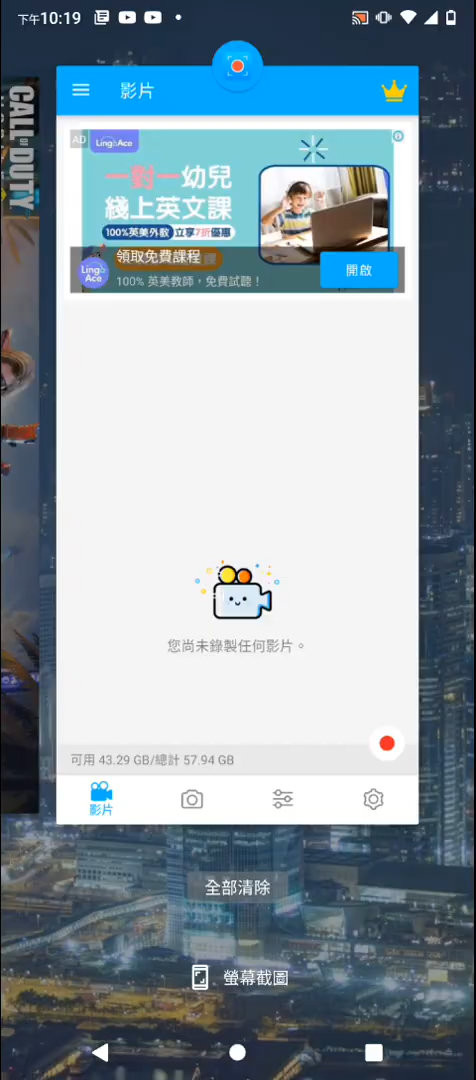 下午10:19
CALL OF DUTY
影片
AD LingoAce
一對一幼兒
綫上英文課
100%英美外教 立享7折優惠
領取免費課程
LingoAce
100% 英美教師，免費試聽！
開啟
您尚未錄製任何影片。
可用 43.29 GB/總計 57.94 GB
影片
全部清除
螢幕截圖